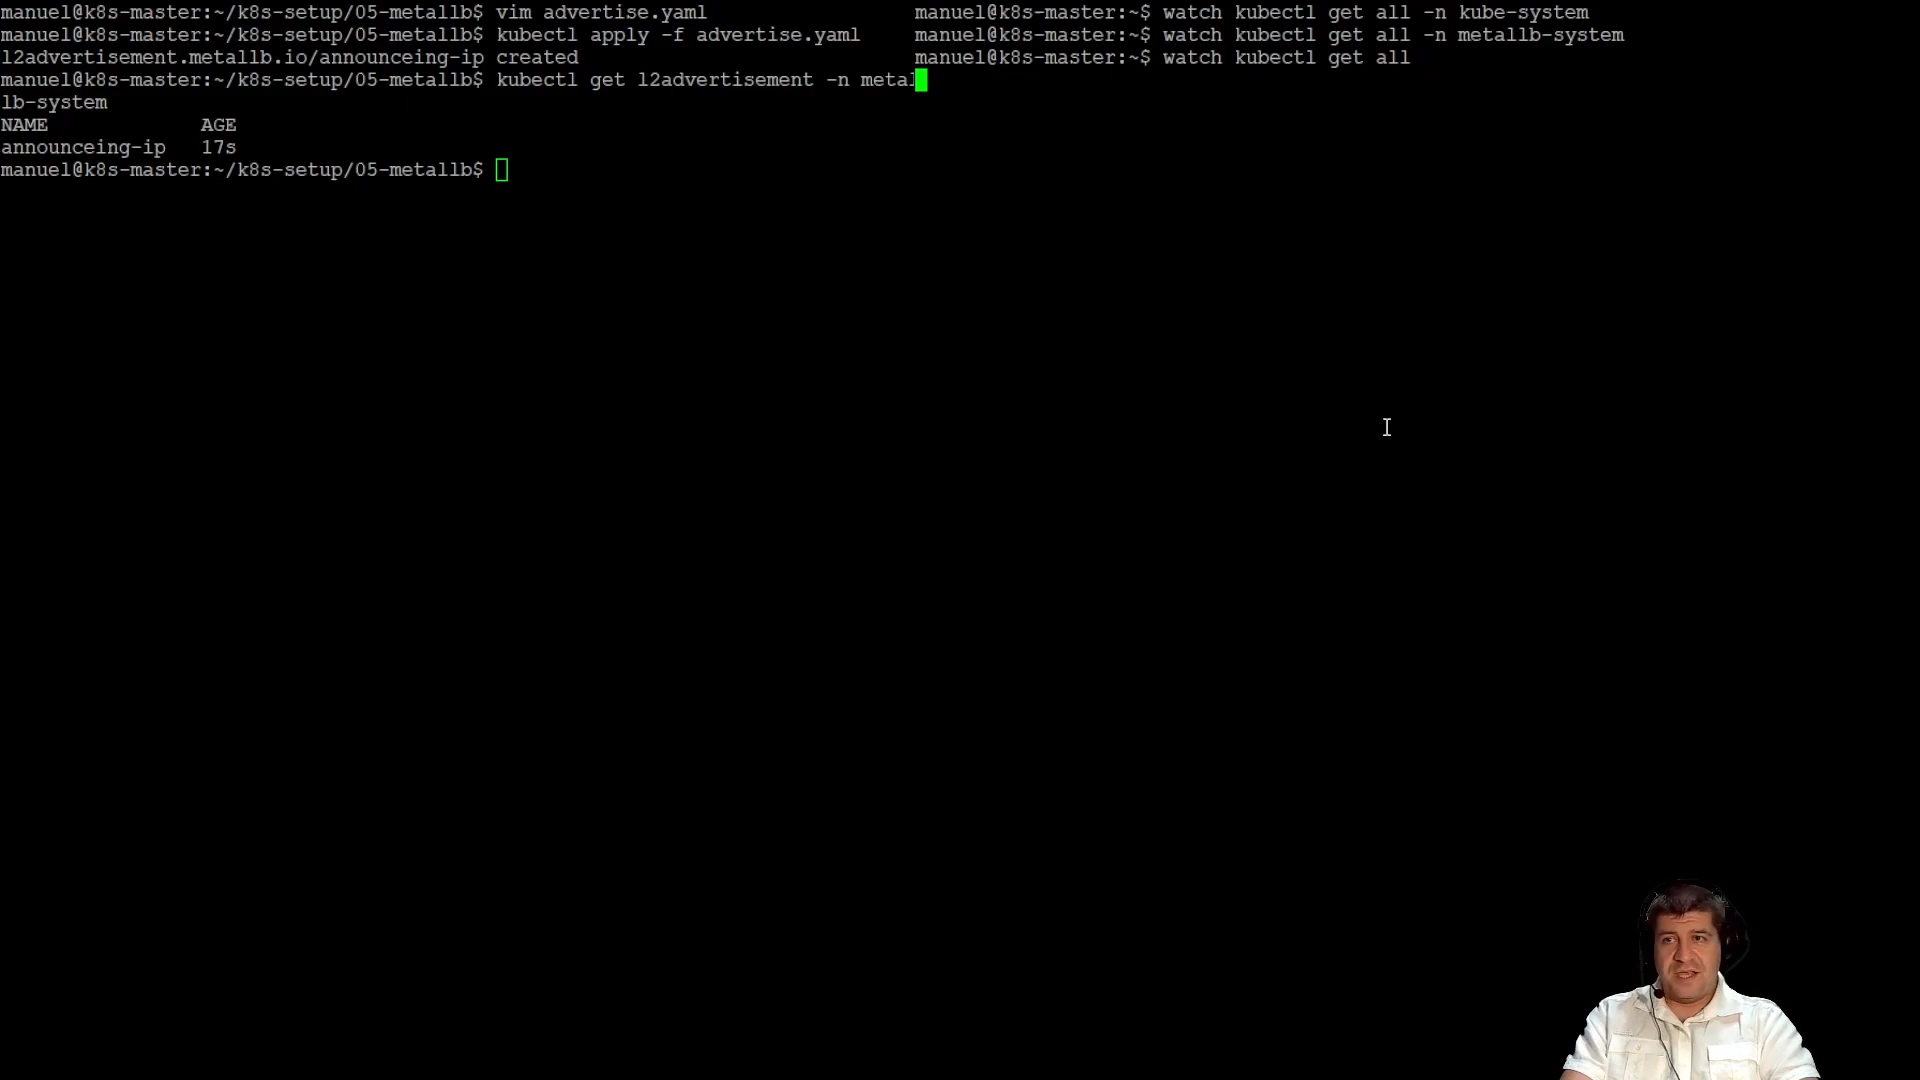 manuel@k8s-master:~/k8s-setup/05-metallb$ vim advertise.yaml
manuel@k8s-master:~/k8s-setup/05-metallb$ kubectl apply -f advertise.yaml
l2advertisement.metallb.io/announceing-ip created
manuel@k8s-master:~/k8s-setup/05-metallb$ kubectl get l2advertisement -n metal
lb-system
NAME AGE
announceing-ip 17s
manuel@k8s-master:~/k8s-setup/05-metallb$
manuel@k8s-master:~$ watch kubectl get all -n kube-system
manuel@k8s-master:~$ watch kubectl get all -n metallb-system
manuel@k8s-master:~$ watch kubectl get all